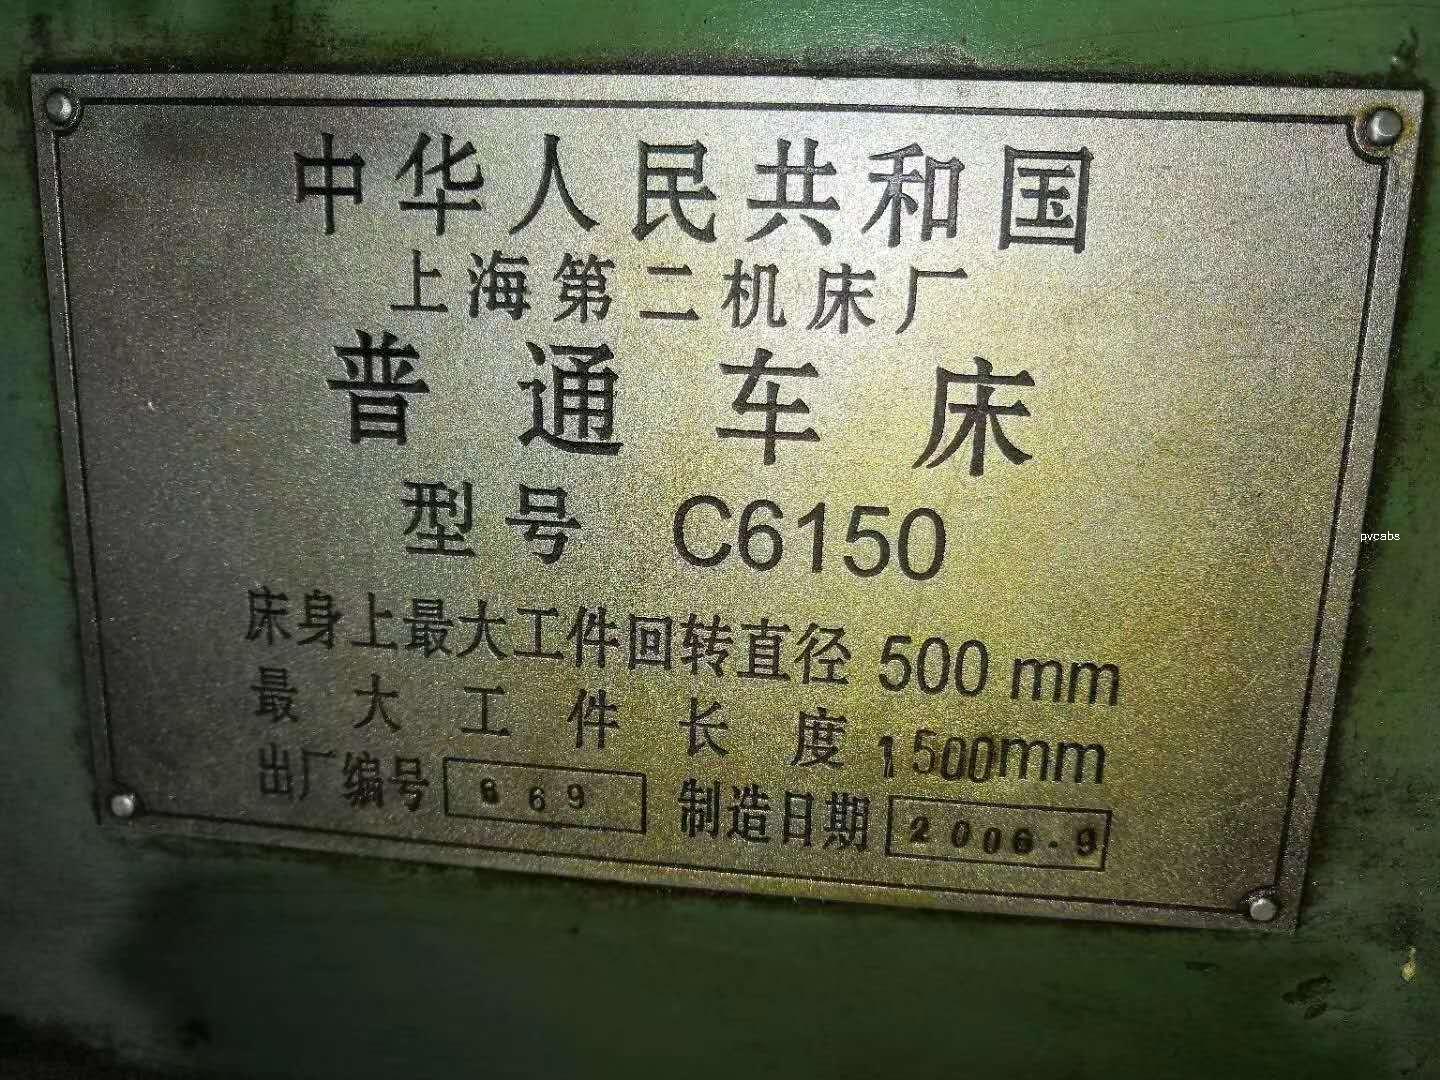 中华人民共和国
上海第二机床厂
普通车床
型号 C6150
床身上最大工件回转直径 500 mm
最大工件长度 1500mm
出厂编号 669 制造日期 2006.9
pvcabs